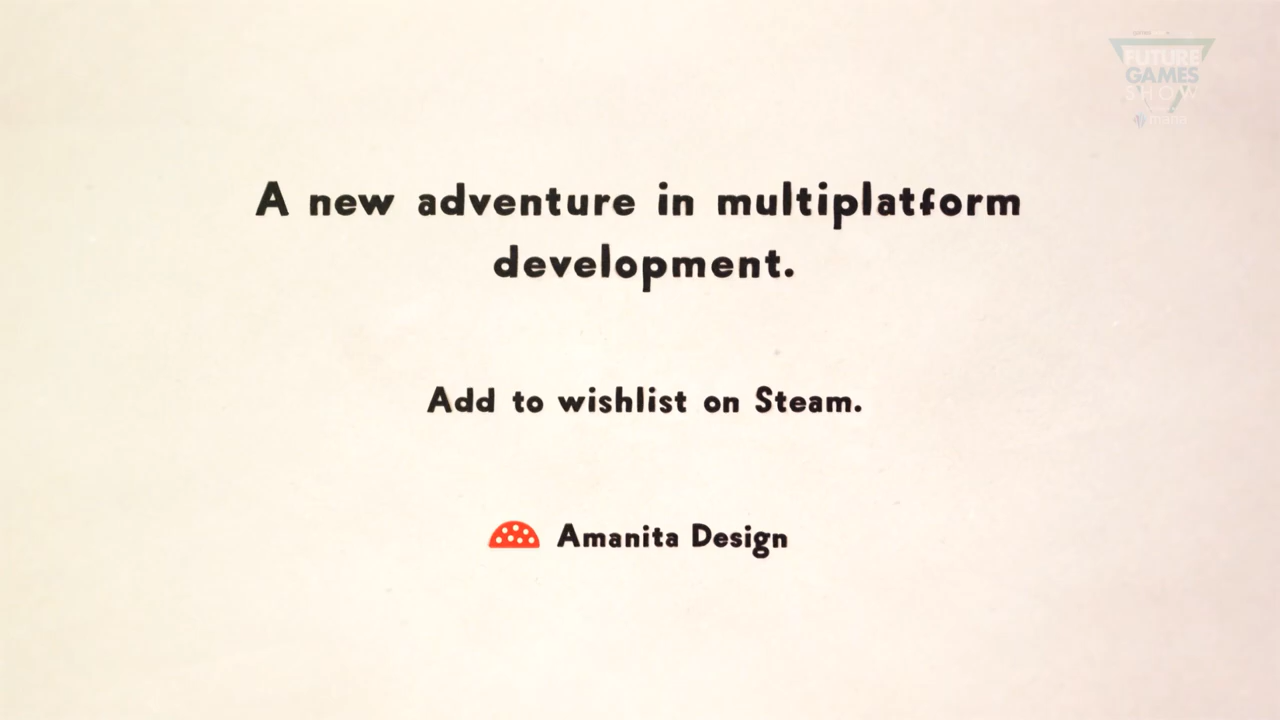 FUTURE
GAMES
SHOW
A new adventure in multiplatform
development.
Add to wishlist on Steam.
Amanita Design